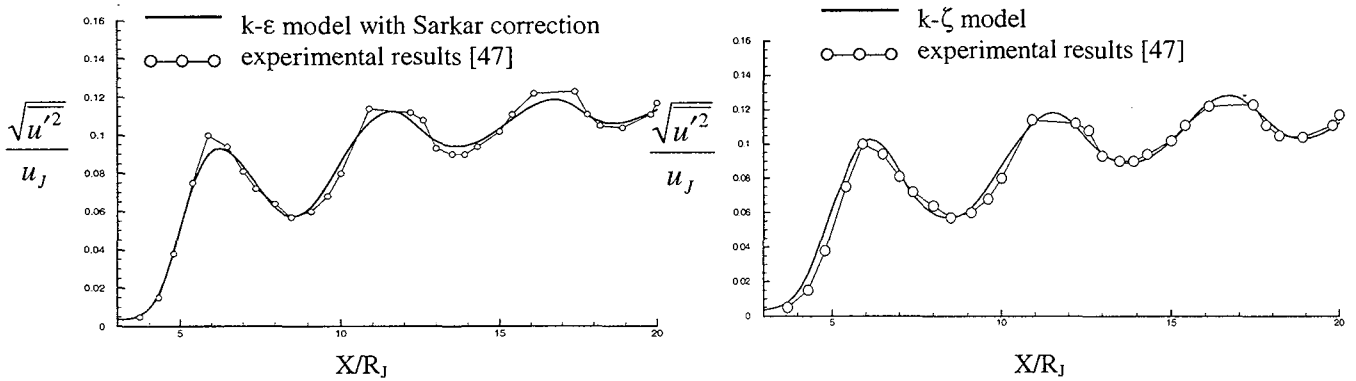 k-ε model with Sarkar correction
experimental results [47]
0.16
0.14
0.12
0.1
0.08
0.06
0.04
0.02
0
√u'²
u_J
5
10
15
20
X/R_J
k-ζ model
experimental results [47]
0.16
0.14
0.12
0.1
0.08
0.06
0.04
0.02
0
√u'²
u_J
5
10
15
20
X/R_J